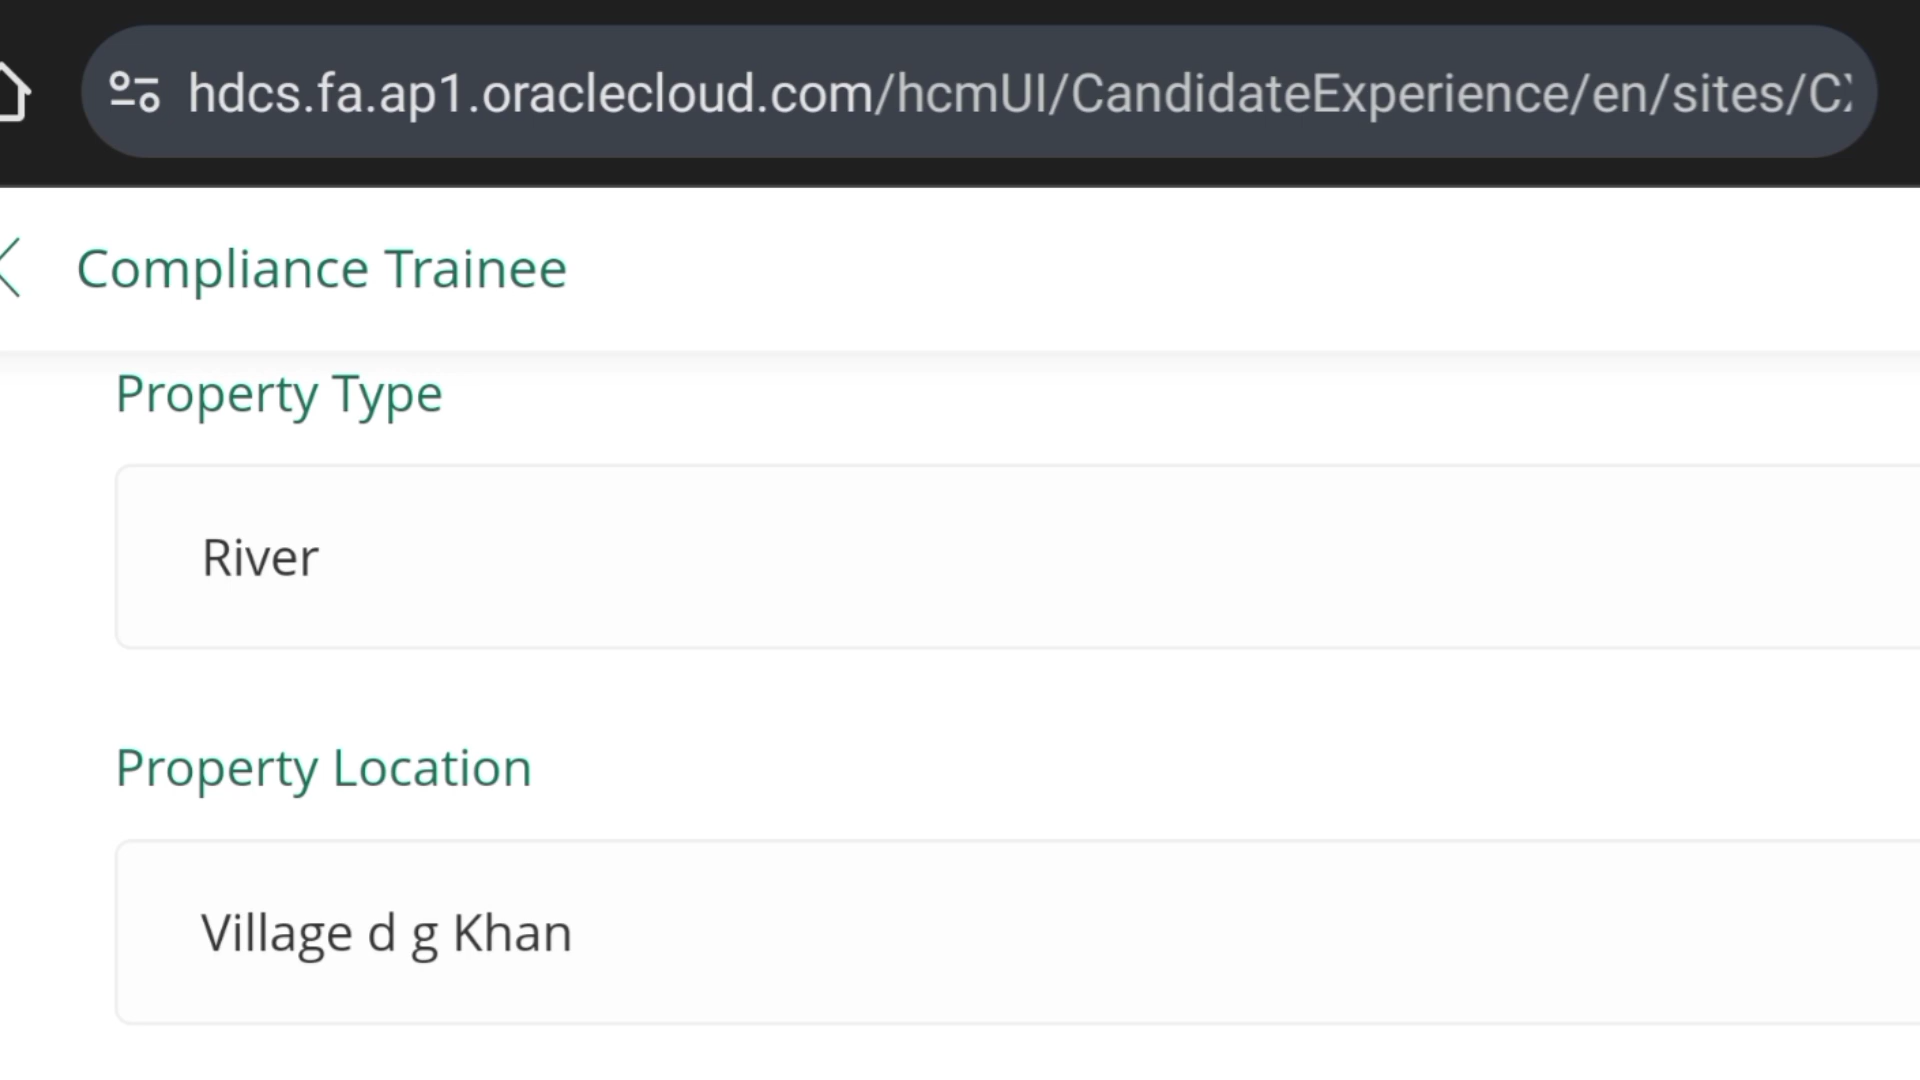 hdcs.fa.ap1.oraclecloud.com/hcmUI/CandidateExperience/en/sites/C
Compliance Trainee
Property Type
River
Property Location
Village d g Khan